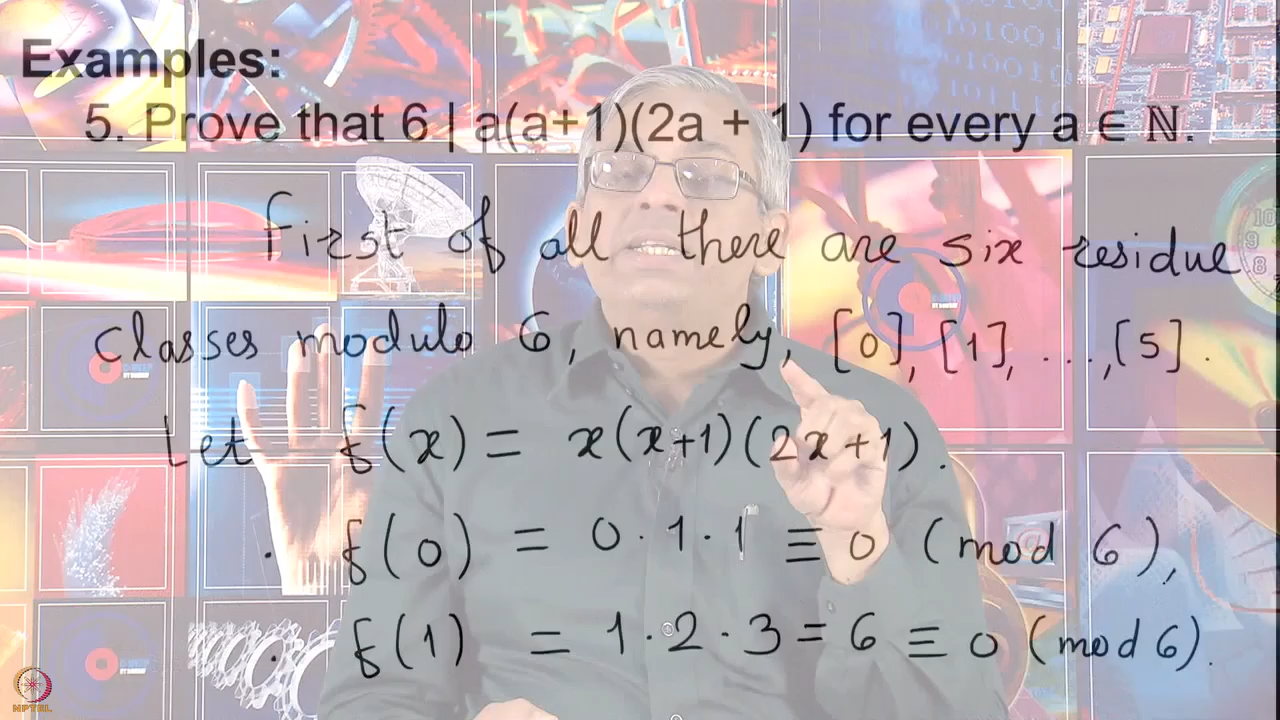 Examples:
5. Prove that 6 | a(a+1)(2a + 1) for every a ∈ ℕ.
First of all there are six residue
classes modulo 6, namely, [0], [1], ...,[5].
Let f(x) = x(x+1)(2x+1).
· f(0) = 0·1·1 ≡ 0 (mod 6),
· f(1) = 1·2·3 = 6 ≡ 0 (mod 6).
NPTEL